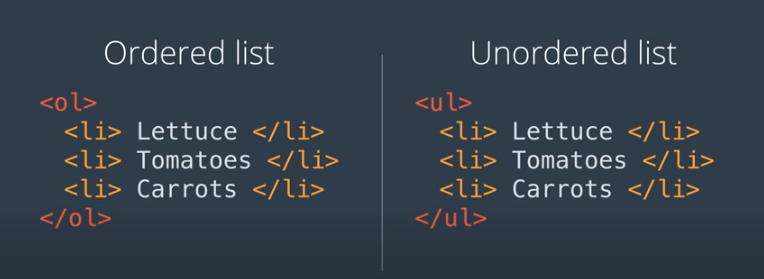 Ordered list
<ol>
<li> Lettuce </li>
<li> Tomatoes </li>
<li> Carrots </li>
</ol>
Unordered list
<ul>
<li> Lettuce </li>
<li> Tomatoes </li>
<li> Carrots </li>
</ul>